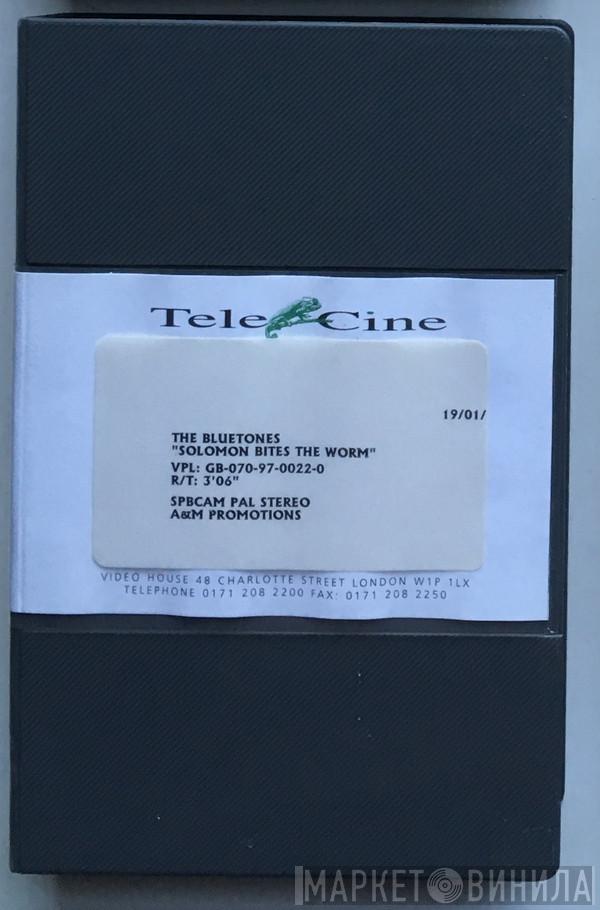 Tele Cine
19/01/
THE BLUETONES
"SOLOMON BITES THE WORM"
VPL: GB-070-97-0022-0
R/T: 3'06"
SPBCAM PAL STEREO
A&M PROMOTIONS
VIDEO HOUSE 48 CHARLOTTE STREET LONDON W1P 1LX
TELEPHONE 0171 208 2200 FAX: 0171 208 2250
МАРКЕТ ВИНИЛА